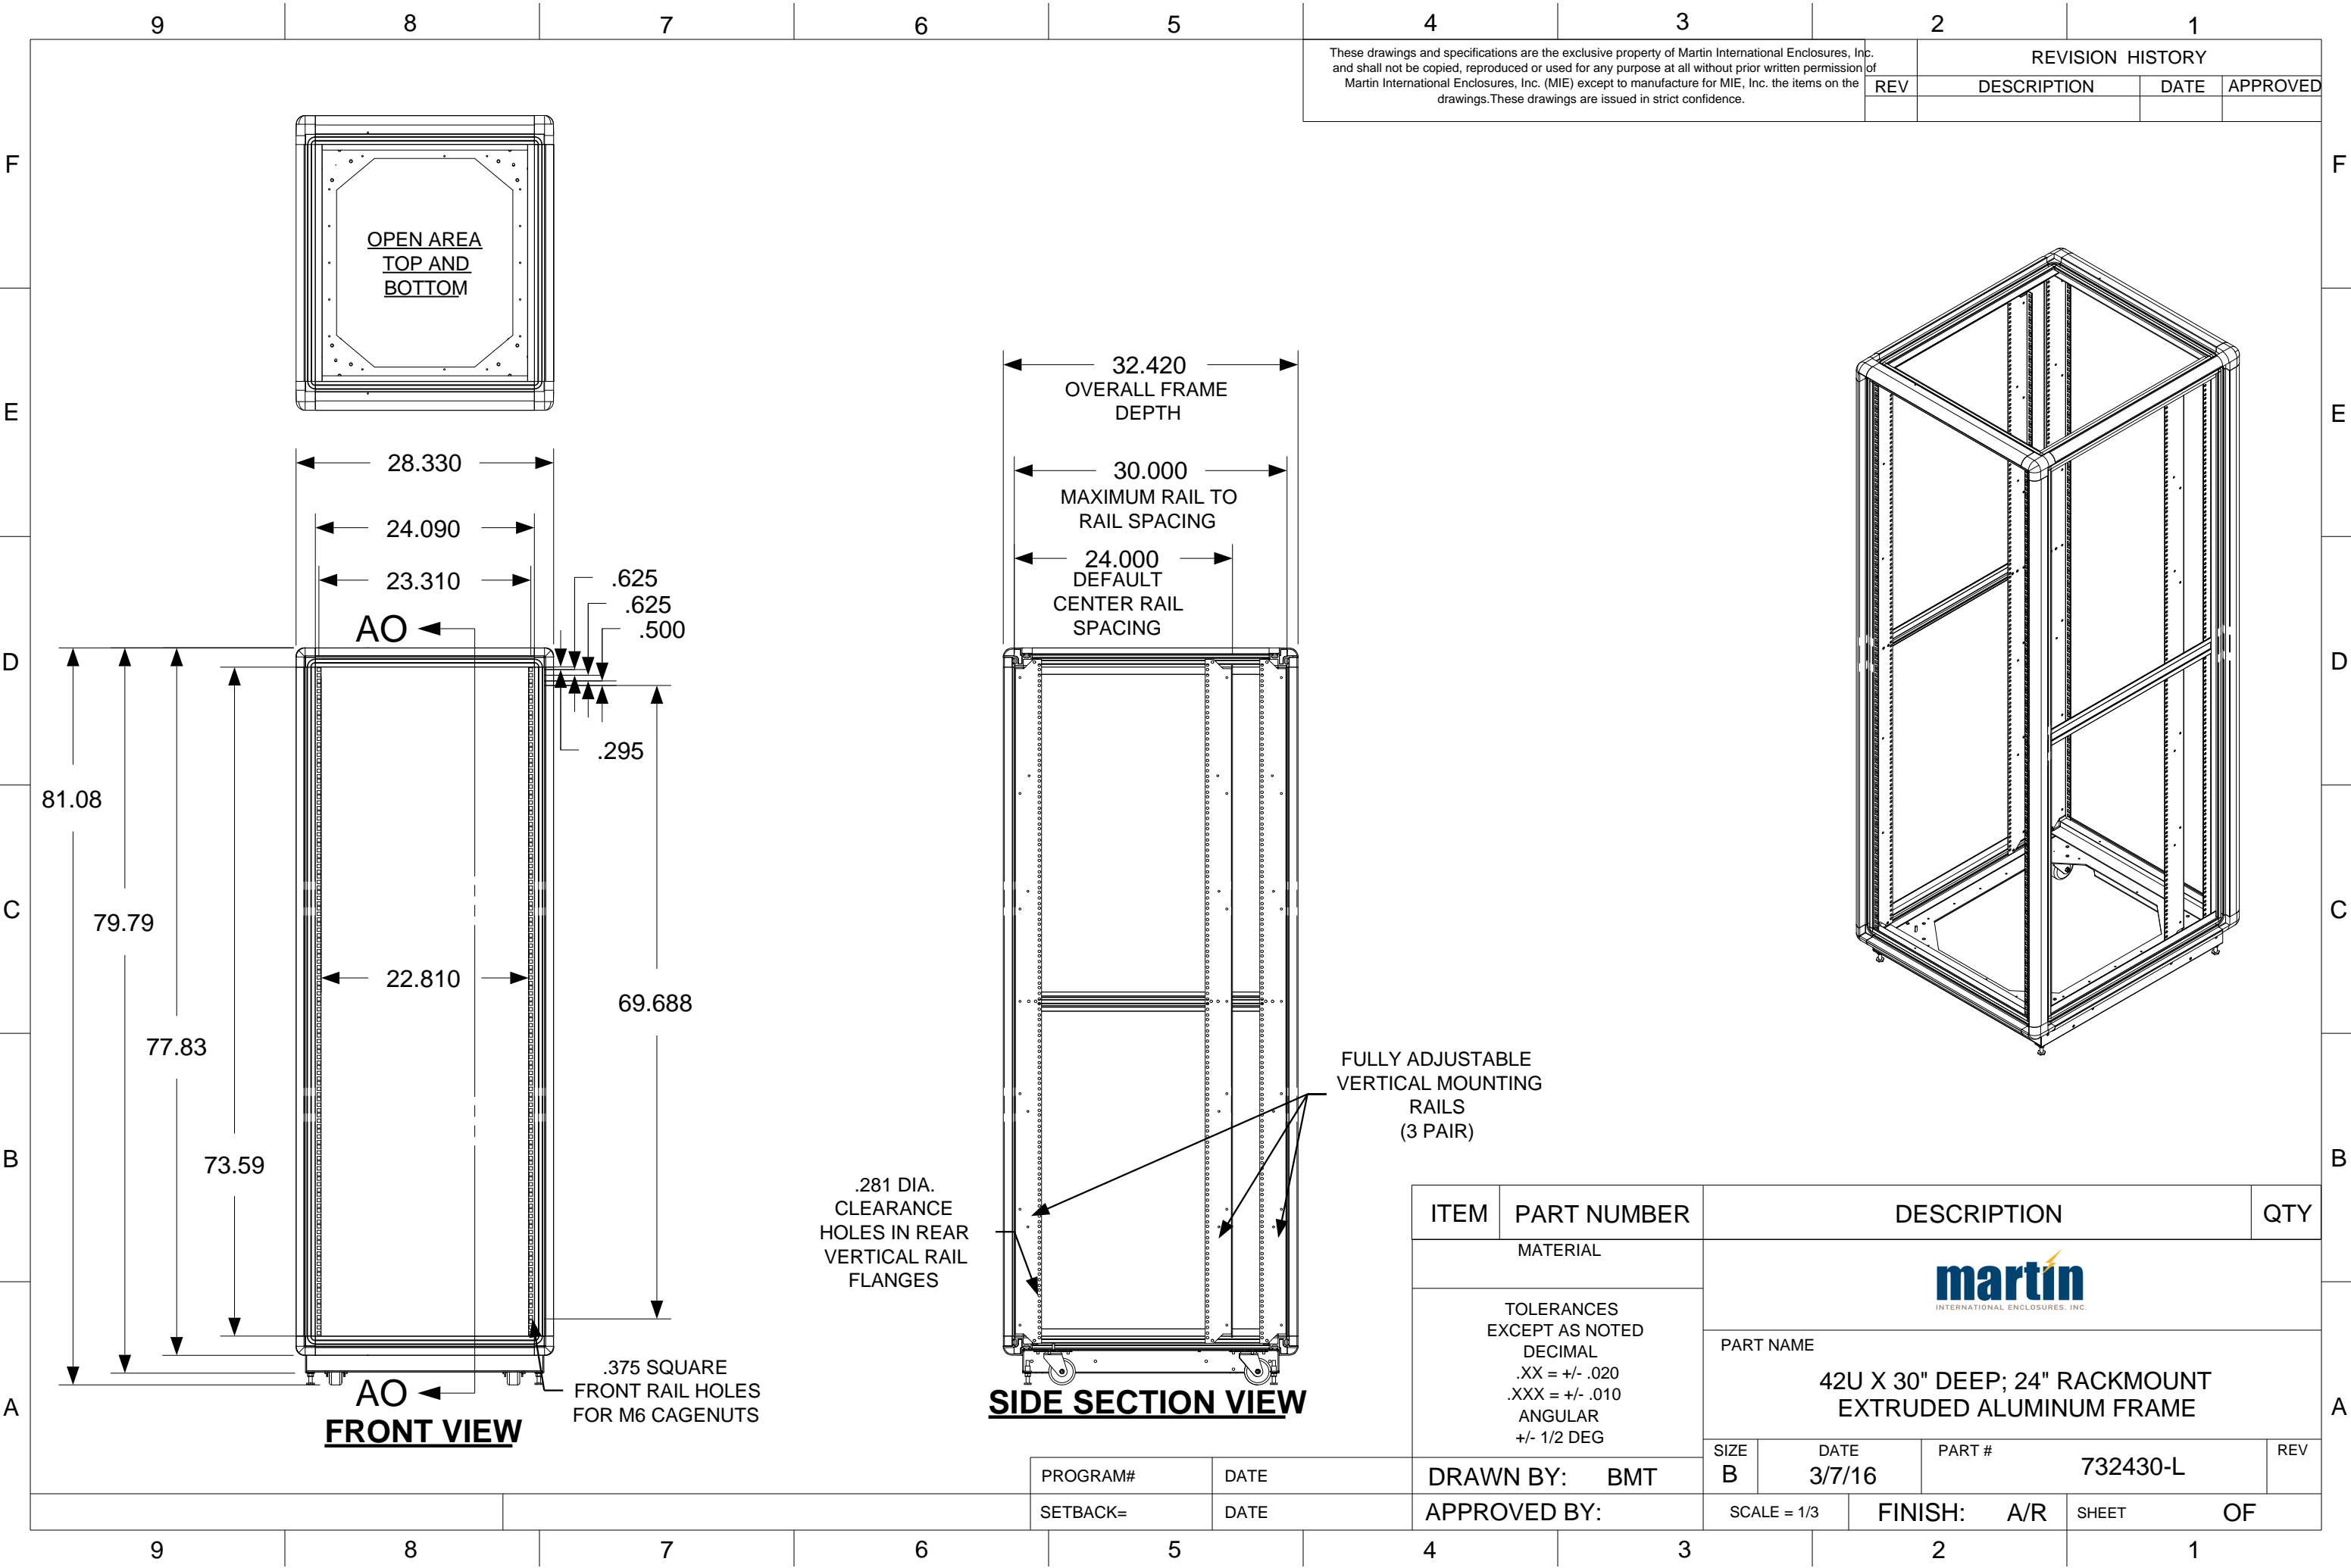 9 8 7 6 5 4 3 2 1
These drawings and specifications are the exclusive property of Martin International Enclosures, Inc.
and shall not be copied, reproduced or used for any purpose at all without prior written permission of
Martin International Enclosures, Inc. (MIE) except to manufacture for MIE, Inc. the items on the
drawings.These drawings are issued in strict confidence.
REVISION HISTORY
REV DESCRIPTION DATE APPROVED
F F
OPEN AREA
TOP AND
BOTTOM
E E
32.420
OVERALL FRAME
DEPTH
28.330
30.000
MAXIMUM RAIL TO
RAIL SPACING
24.090
24.000
DEFAULT
CENTER RAIL
SPACING
23.310
.625
.625
.500
AO
D D
.295
81.08
C C
79.79
22.810
69.688
77.83
73.59
B B
FULLY ADJUSTABLE
VERTICAL MOUNTING
RAILS
(3 PAIR)
.281 DIA.
CLEARANCE
HOLES IN REAR
VERTICAL RAIL
FLANGES
.375 SQUARE
FRONT RAIL HOLES
FOR M6 CAGENUTS
AO
FRONT VIEW
SIDE SECTION VIEW
A A
ITEM PART NUMBER DESCRIPTION QTY
MATERIAL
martin
INTERNATIONAL ENCLOSURES, INC.
TOLERANCES
EXCEPT AS NOTED
DECIMAL
.XX = +/- .020
.XXX = +/- .010
ANGULAR
+/- 1/2 DEG
PART NAME
42U X 30" DEEP; 24" RACKMOUNT
EXTRUDED ALUMINUM FRAME
SIZE DATE PART # REV
B 3/7/16 732430-L
PROGRAM# DATE DRAWN BY: BMT
SETBACK= DATE APPROVED BY: SCALE = 1/3 FINISH: A/R SHEET OF
9 8 7 6 5 4 3 2 1